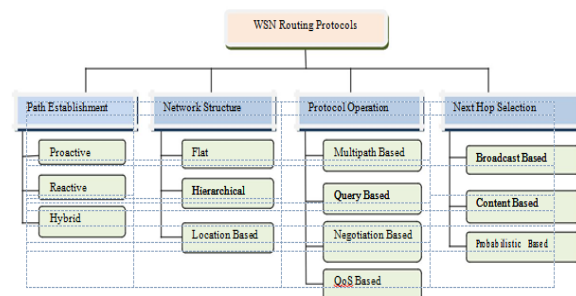 WSN Routing Protocols
Path Establishment
Network Structure
Protocol Operation
Next Hop Selection
Proactive
Reactive
Hybrid
Flat
Hierarchical
Location Based
Multipath Based
Query Based
Negotiation Based
QoS Based
Broadcast Based
Content Based
Probabilistic Based